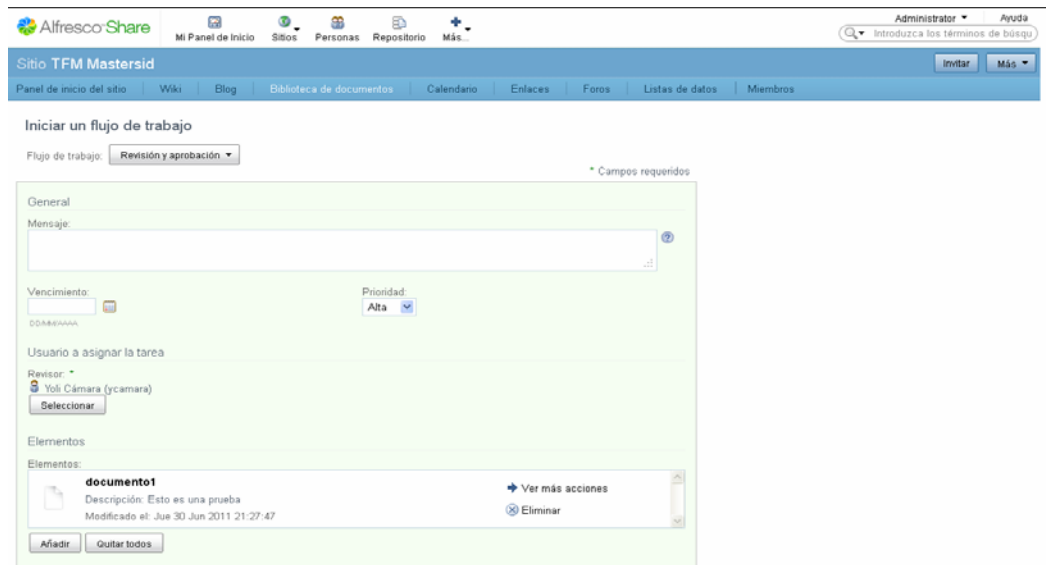 Alfresco Share
Mi Panel de Inicio Sitios Personas Repositorio Más...
Administrator Ayuda
Introduzca los términos de búsqu
Sitio TFM Mastersid
Invitar Más
Panel de inicio del sitio Wiki Blog Biblioteca de documentos Calendario Enlaces Foros Listas de datos Miembros
Iniciar un flujo de trabajo
Flujo de trabajo: Revisión y aprobación
* Campos requeridos
General
Mensaje:
Vencimiento: Prioridad:
Alta
DD/MM/AAAA
Usuario a asignar la tarea
Revisor: *
Yoli Cámara (ycamara)
Seleccionar
Elementos
Elementos:
documento1
Descripción: Esto es una prueba
Modificado el: Jue 30 Jun 2011 21:27:47
Ver más acciones
Eliminar
Añadir Quitar todos